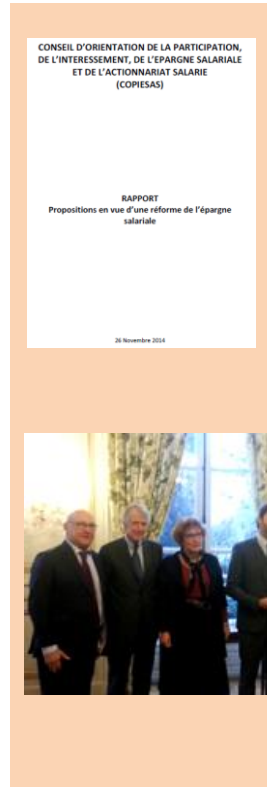 CONSEIL D'ORIENTATION DE LA PARTICIPATION,
DE L'INTERESSEMENT, DE L'EPARGNE SALARIALE
ET DE L'ACTIONNARIAT SALARIE
(COPIESAS)
RAPPORT
Propositions en vue d'une réforme de l'épargne
salariale
26 Novembre 2014